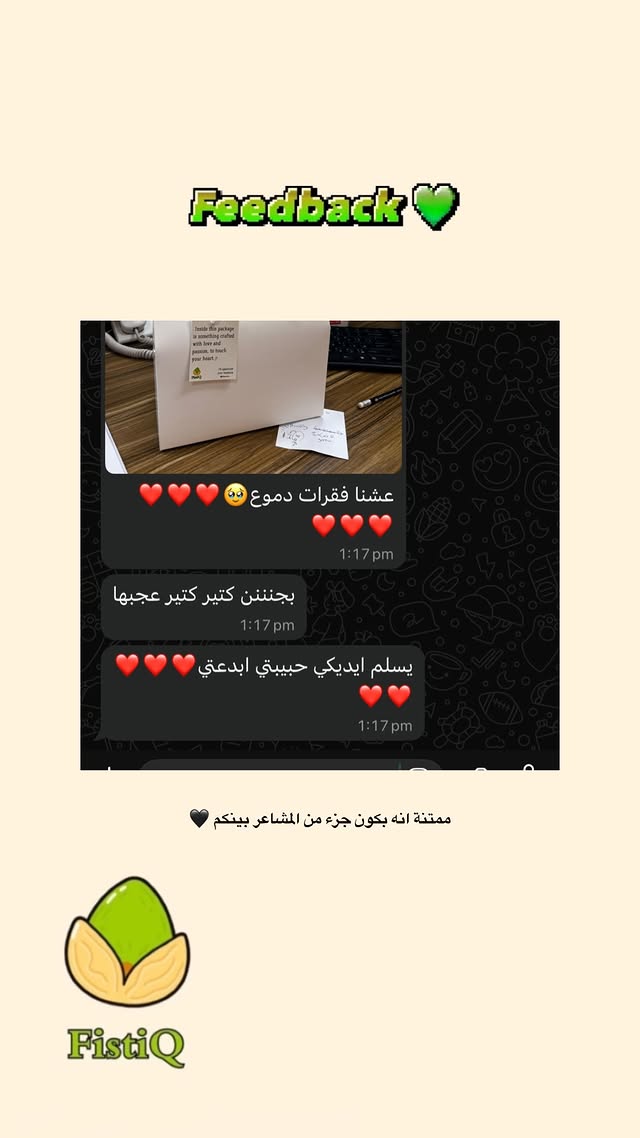 Feedback💚
Inside this package
is something crafted
with love and
passion, to touch
your heart
FistiQ
عشنا فقرات دموع🥹❤️❤️❤️
❤️❤️❤️
1:17 pm
بجنننن كتير كتير عجبها
1:17 pm
يسلم ايديكي حبيبتي ابدعتي❤️❤️❤️
❤️❤️
1:17 pm
ممتنة انه بكون جزء من المشاعر بينكم 🖤
FistiQ